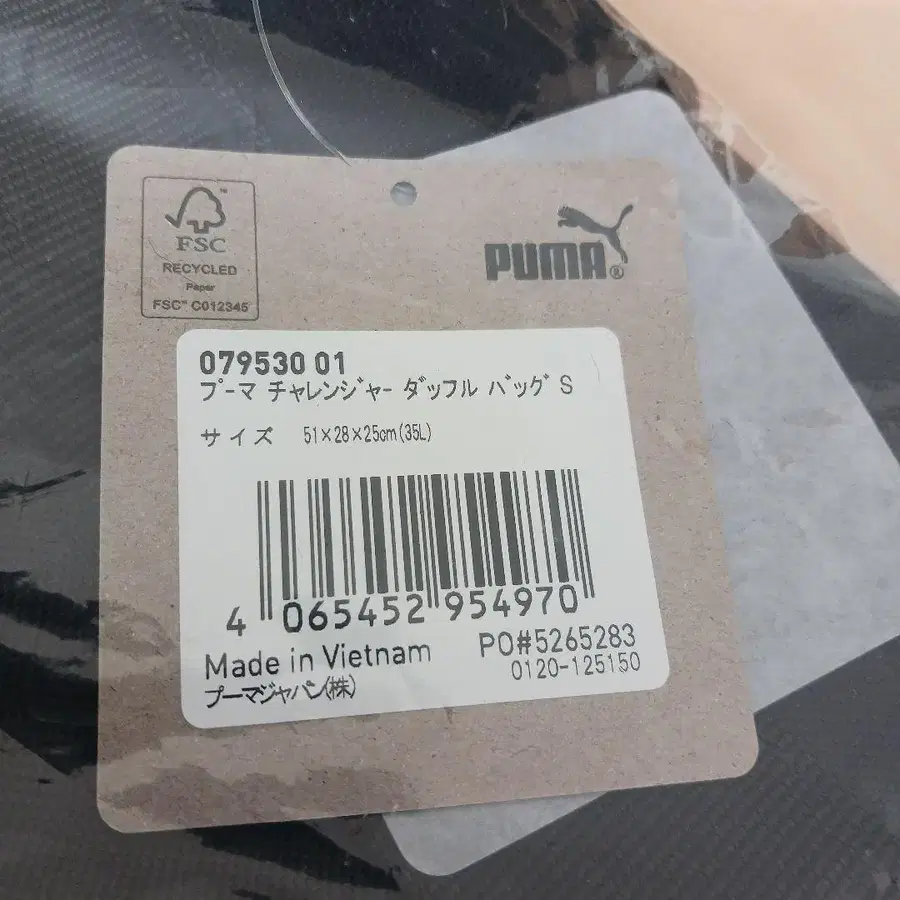 FSC™
RECYCLED
Paper
FSC™ C012345
PUMA®
079530 01
プーマ チャレンジャー ダッフル バッグ S
サイズ 51×28×25cm(35L)
4 065452 954970
Made in Vietnam
PO#5265283
プーマジャパン(株)
0120-125150